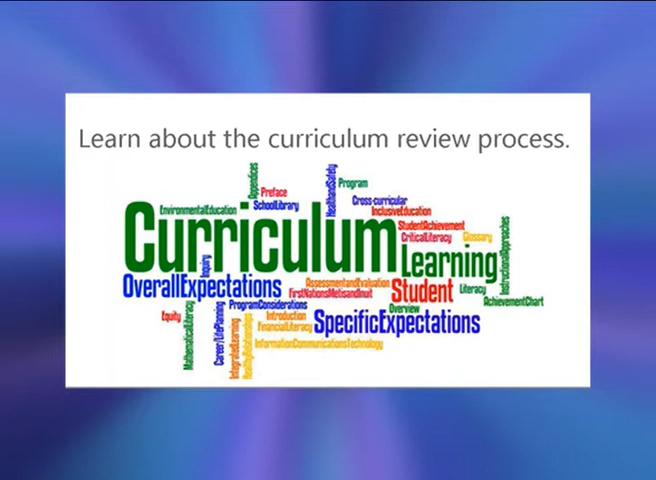 Learn about the curriculum review process.
Appendices
Preface
HealthandSafety
Program
EnvironmentalEducation
SchoolLibrary
Cross-curricular
InclusiveEducation
Curriculum
StudentAchievement
CriticalLiteracy
Glossary
InstructionalApproaches
Inquiry
Learning
OverallExpectations
AssessmentandEvaluation
FirstNationsMetisandInuit
Student
Literacy
AchievementChart
Equity
MathematicalLiteracy
Career/LifePlanning
ProgramConsiderations
Overview
Introduction
FinancialLiteracy
SpecificExpectations
IntegratedLearning
HealthyRelationships
InformationCommunicationsTechnology